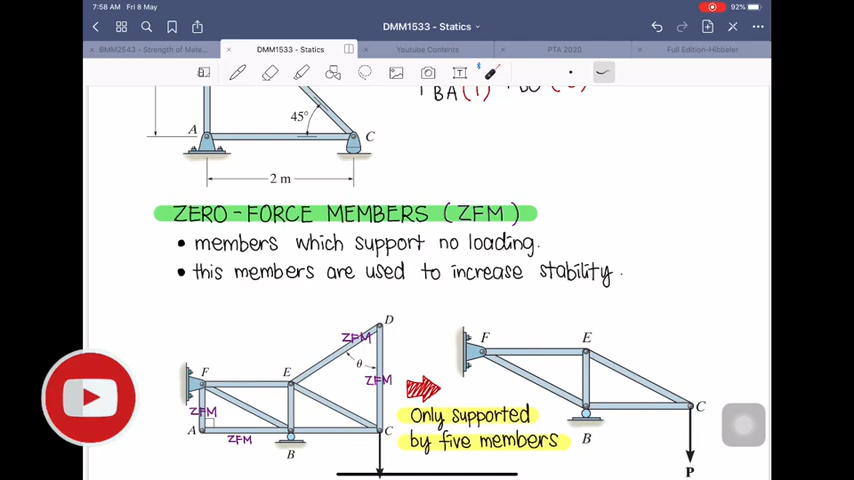 7:58 AM Fri 8 May
92%
DMM1533 - Statics
BMM2543 - Strength of Mate...
DMM1533 - Statics
Youtube Contents
PTA 2020
Full Edition-Hibbeler
BA (T)
45°
A
C
2 m
ZERO-FORCE MEMBERS (ZFM)
• members which support no loading.
• this members are used to increase stability.
D
ZFM
θ
ZFM
F
E
ZFM
A
ZFM
B
C
Only supported
by five members
F
E
C
B
P